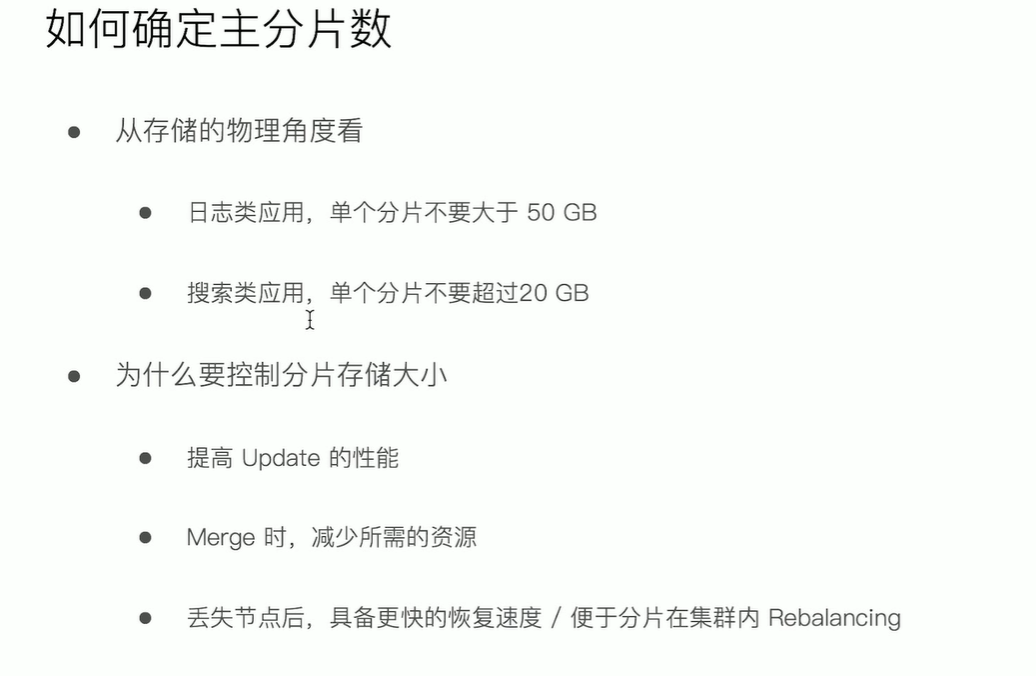 如何确定主分片数
● 从存储的物理角度看
● 日志类应用，单个分片不要大于 50 GB
● 搜索类应用，单个分片不要超过20 GB
● 为什么要控制分片存储大小
● 提高 Update 的性能
● Merge 时，减少所需的资源
● 丢失节点后，具备更快的恢复速度 / 便于分片在集群内 Rebalancing